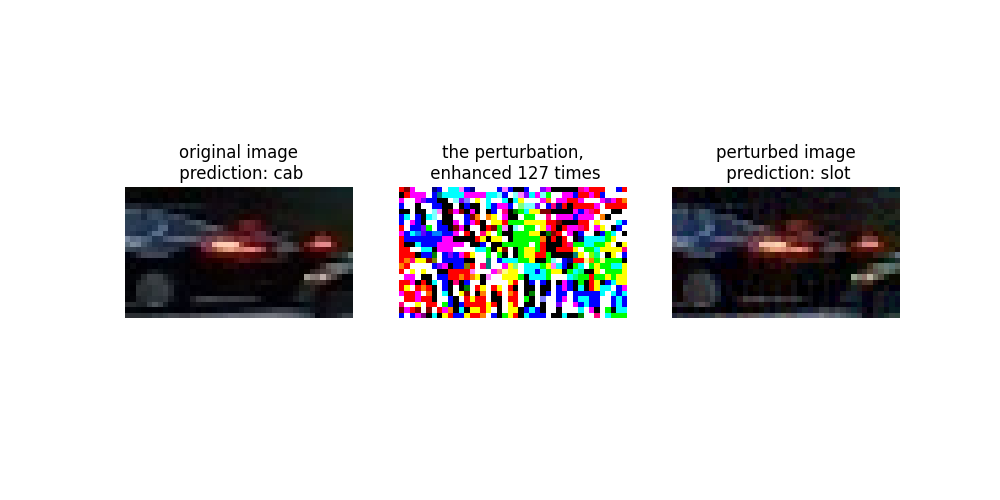 original image
prediction: cab
the perturbation,
enhanced 127 times
perturbed image
prediction: slot